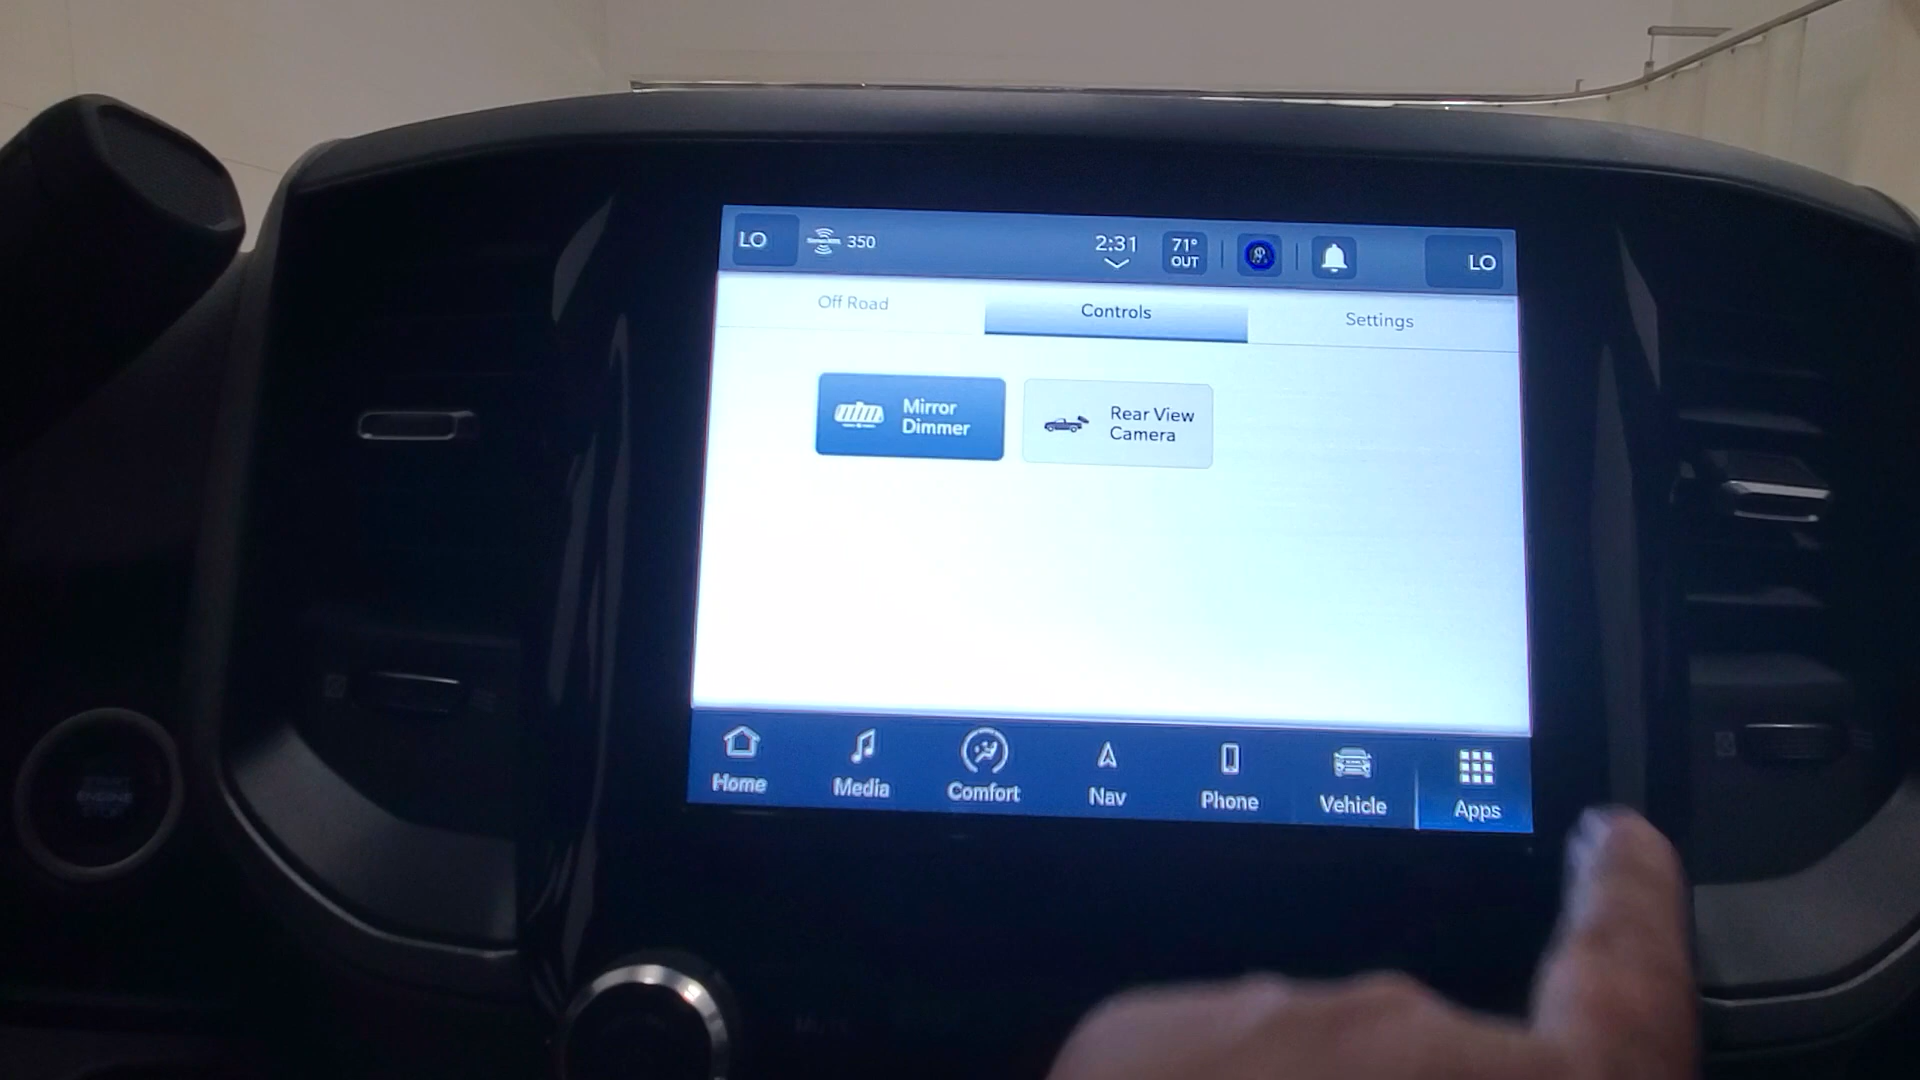 LO
350
2:31
71°
OUT
LO
Off Road
Controls
Settings
Mirror
Dimmer
Rear View
Camera
Home
Media
Comfort
Nav
Phone
Vehicle
Apps
ENGINE